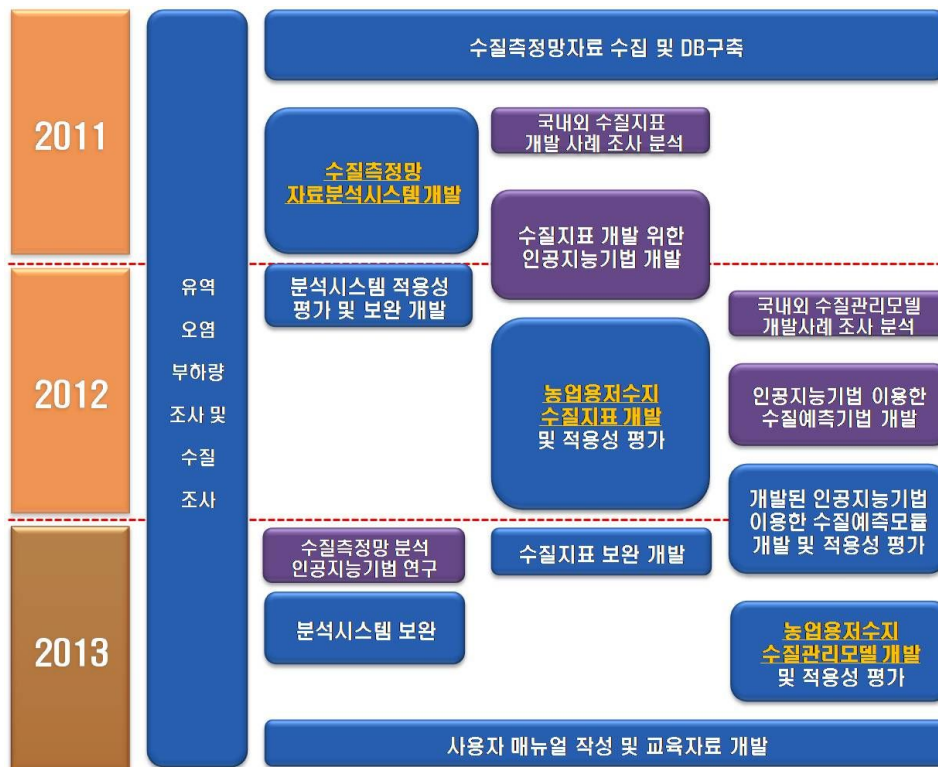 수질측정망자료 수집 및 DB구축
2011
수질측정망
자료분석시스템 개발
국내외 수질지표
개발 사례 조사 분석
수질지표 개발 위한
인공지능기법 개발
유역
오염
부하량
조사 및
수질
조사
2012
분석시스템 적용성
평가 및 보완 개발
농업용저수지
수질지표 개발
및 적용성 평가
국내외 수질관리모델
개발사례 조사 분석
인공지능기법 이용한
수질예측기법 개발
개발된 인공지능기법
이용한 수질예측모듈
개발 및 적용성 평가
2013
수질측정망 분석
인공지능기법 연구
수질지표 보완 개발
분석시스템 보완
농업용저수지
수질관리모델 개발
및 적용성 평가
사용자 매뉴얼 작성 및 교육자료 개발